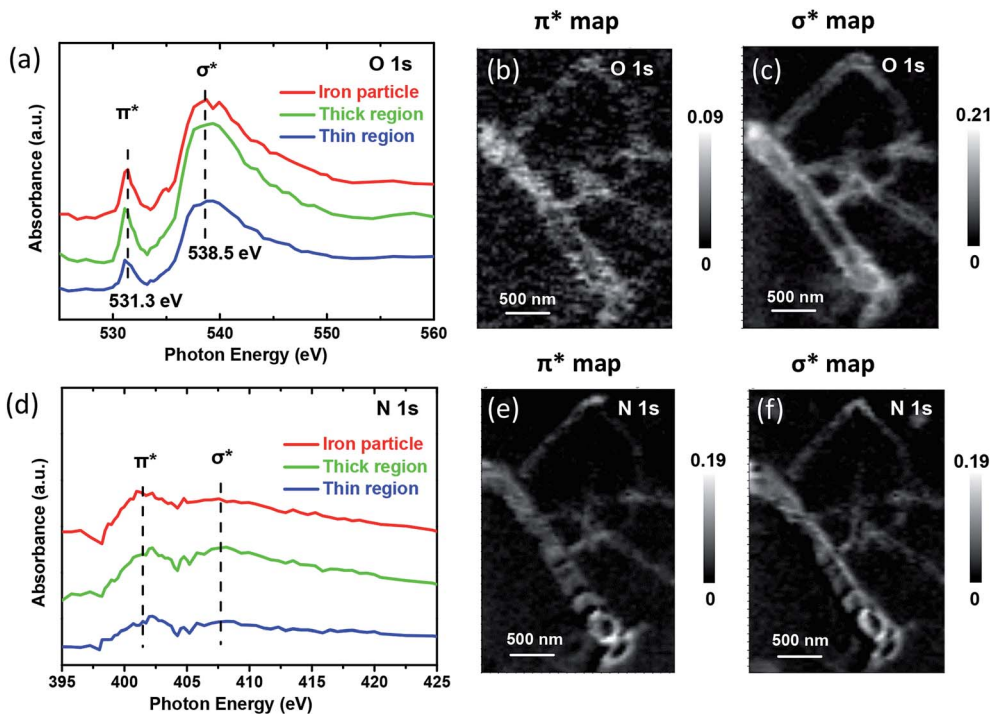 (a)
O 1s
π*
σ*
Iron particle
Thick region
Thin region
538.5 eV
531.3 eV
Absorbance (a.u.)
530 540 550 560
Photon Energy (eV)
π* map
(b) O 1s
500 nm
0.09
0
σ* map
(c) O 1s
500 nm
0.21
0
(d)
N 1s
Iron particle
Thick region
Thin region
π*
σ*
Absorbance (a.u.)
395 400 405 410 415 420 425
Photon Energy (eV)
π* map
(e) N 1s
500 nm
0.19
0
σ* map
(f) N 1s
500 nm
0.19
0